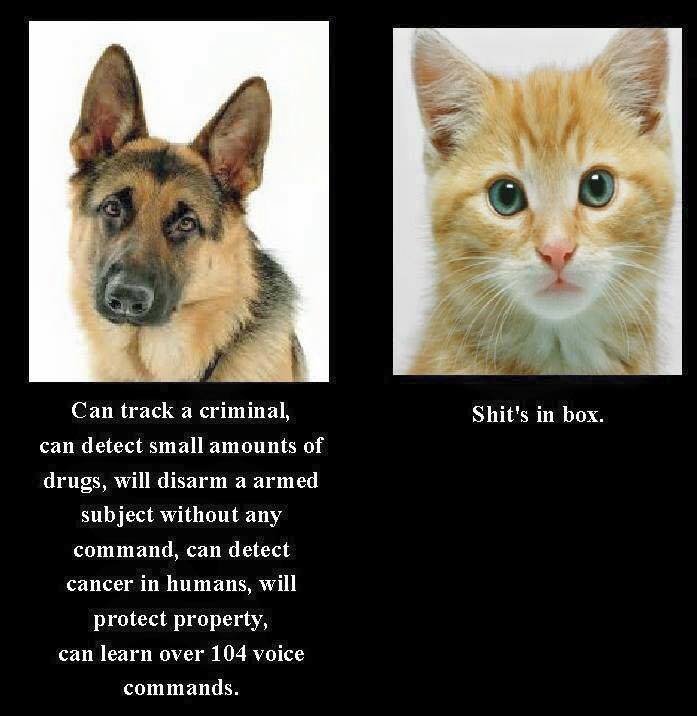 Can track a criminal,
can detect small amounts of
drugs, will disarm a armed
subject without any
command, can detect
cancer in humans, will
protect property,
can learn over 104 voice
commands.
Shit's in box.